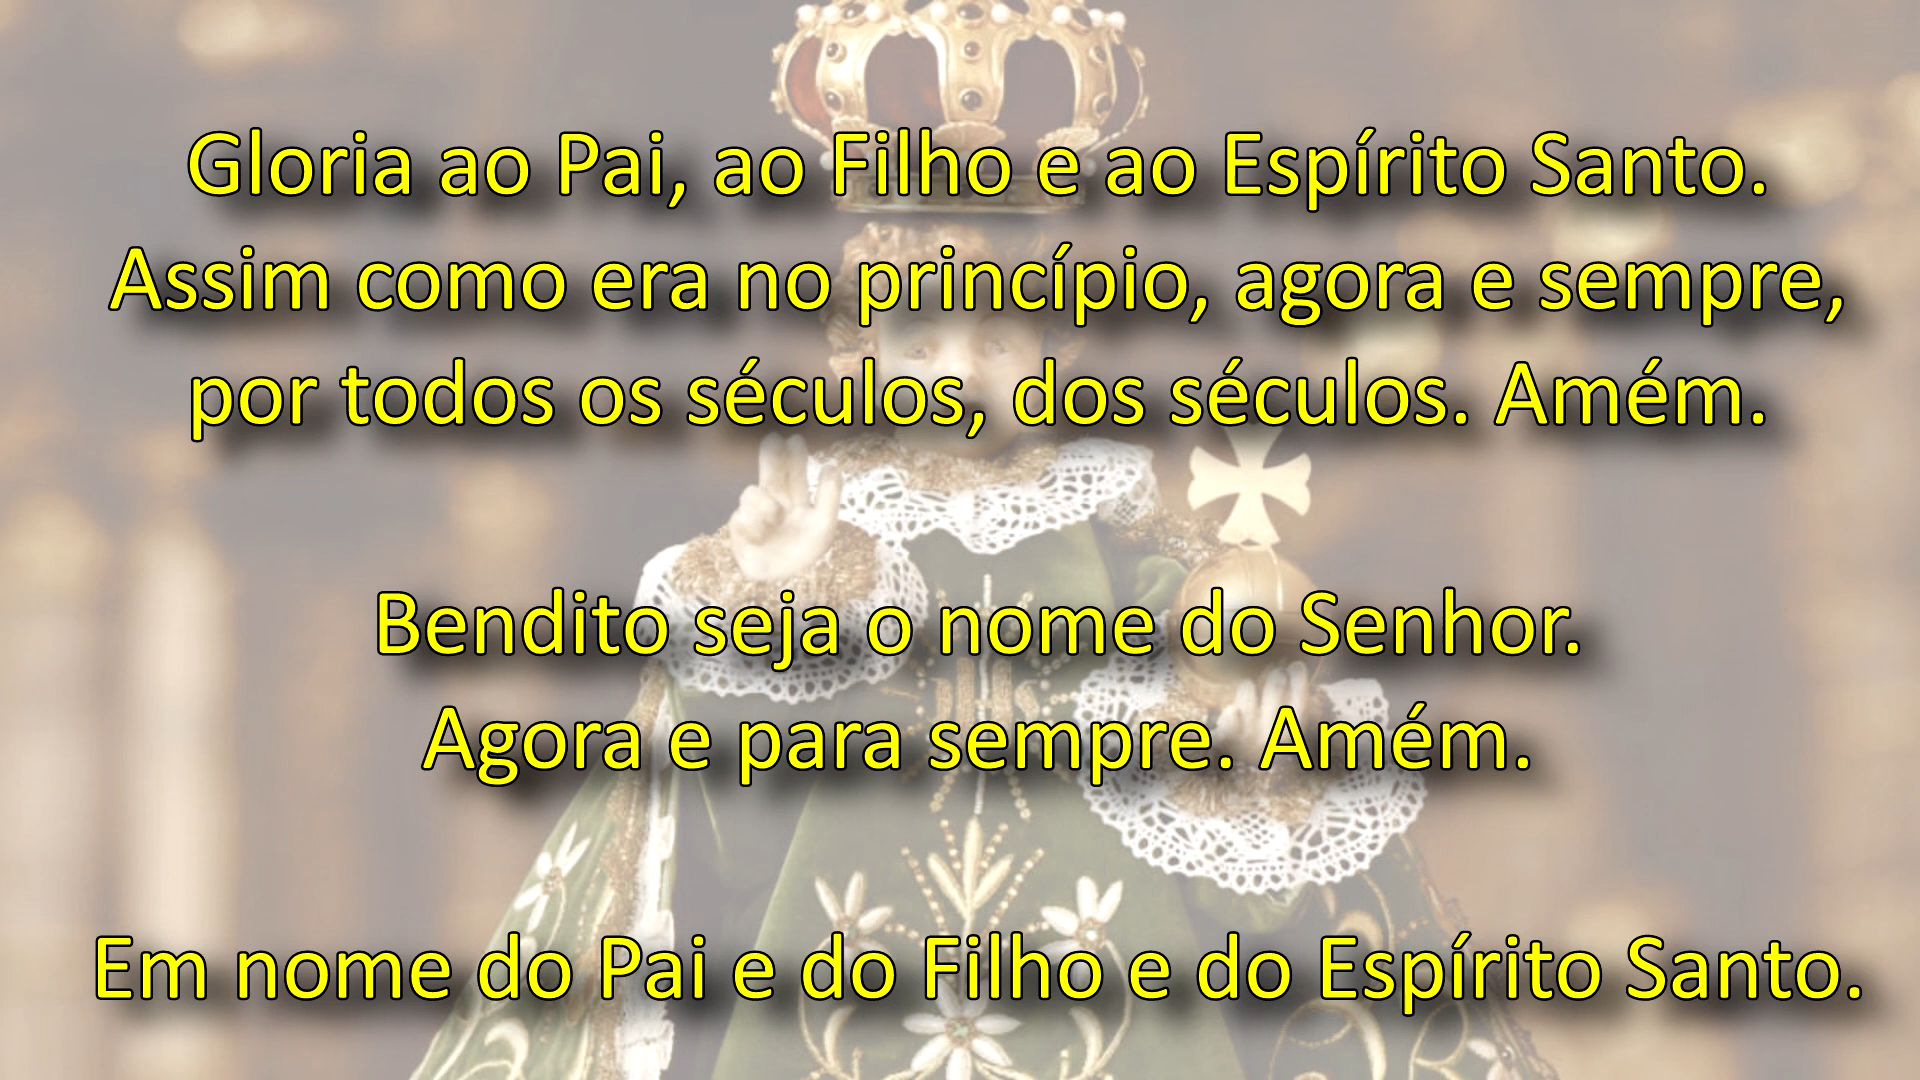 Gloria ao Pai, ao Filho e ao Espírito Santo.
Assim como era no princípio, agora e sempre,
por todos os séculos, dos séculos. Amém.
Bendito seja o nome do Senhor.
Agora e para sempre. Amém.
Em nome do Pai e do Filho e do Espírito Santo.